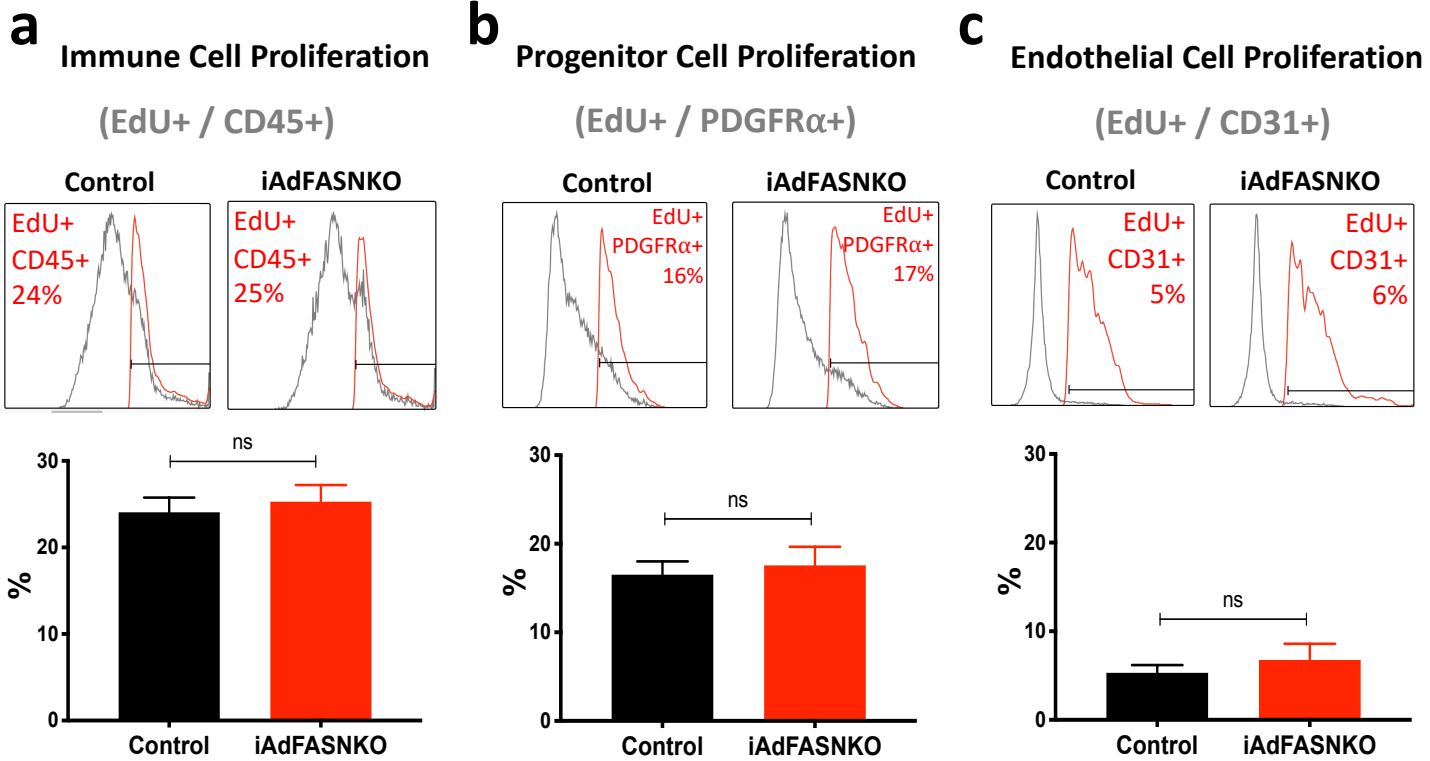 a
Immune Cell Proliferation
(EdU+ / CD45+)
Control
iAdFASNKO
EdU+
CD45+
24%
EdU+
CD45+
25%
ns
30
20
10
0
%
Control
iAdFASNKO
b
Progenitor Cell Proliferation
(EdU+ / PDGFRα+)
Control
iAdFASNKO
EdU+
PDGFRα+
16%
EdU+
PDGFRα+
17%
ns
30
20
10
0
%
Control
iAdFASNKO
c
Endothelial Cell Proliferation
(EdU+ / CD31+)
Control
iAdFASNKO
EdU+
CD31+
5%
EdU+
CD31+
6%
ns
30
20
10
0
%
Control
iAdFASNKO